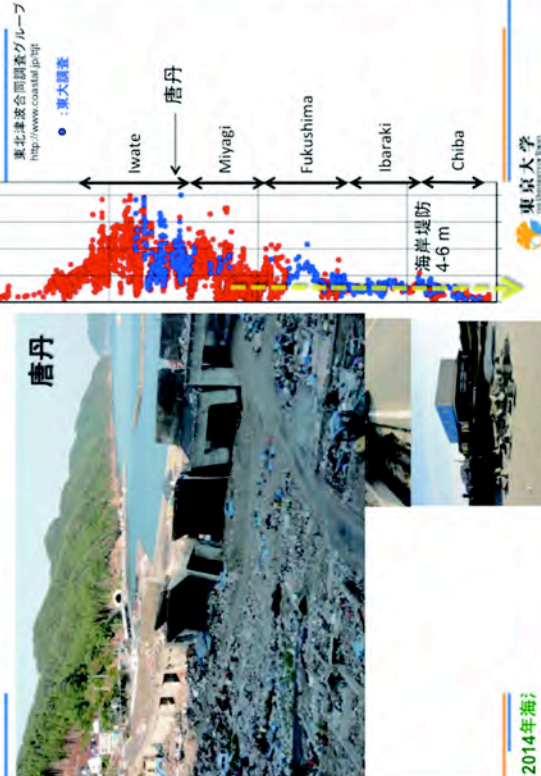 唐丹
東北津波合同調査グループ
http://www.coastal.jp/ttjt
:東大調査
唐丹
Iwate
Miyagi
Fukushima
Ibaraki
Chiba
海岸堤防
4-6 m
東京大学
2014年海